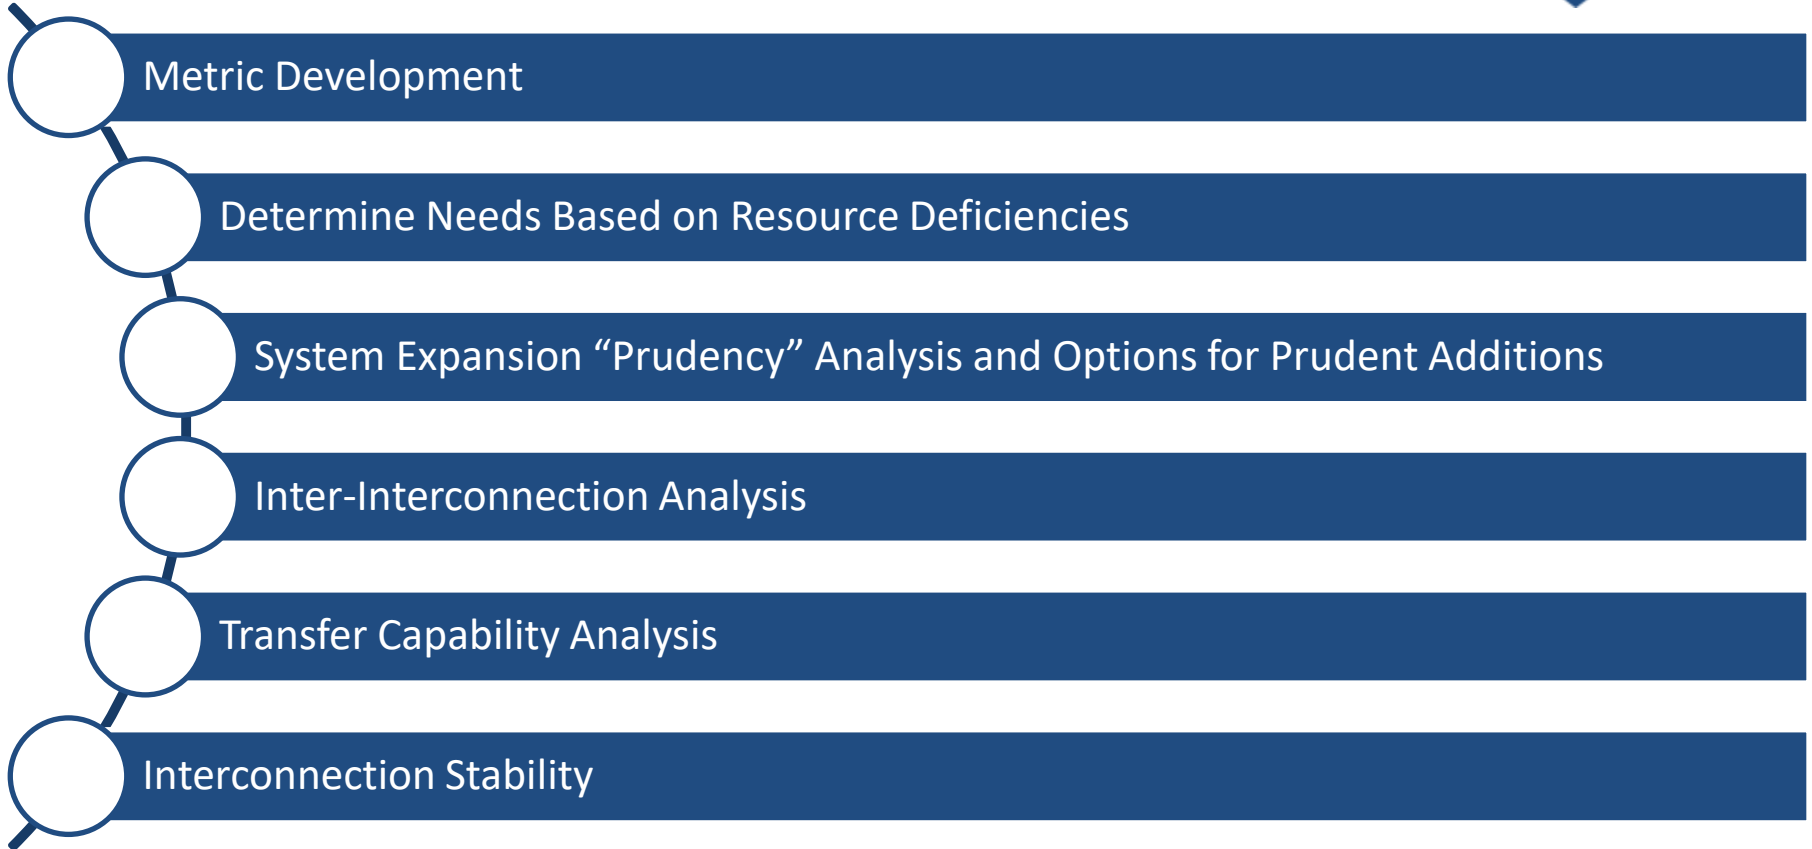 Metric Development
Determine Needs Based on Resource Deficiencies
System Expansion “Prudency” Analysis and Options for Prudent Additions
Inter-Interconnection Analysis
Transfer Capability Analysis
Interconnection Stability